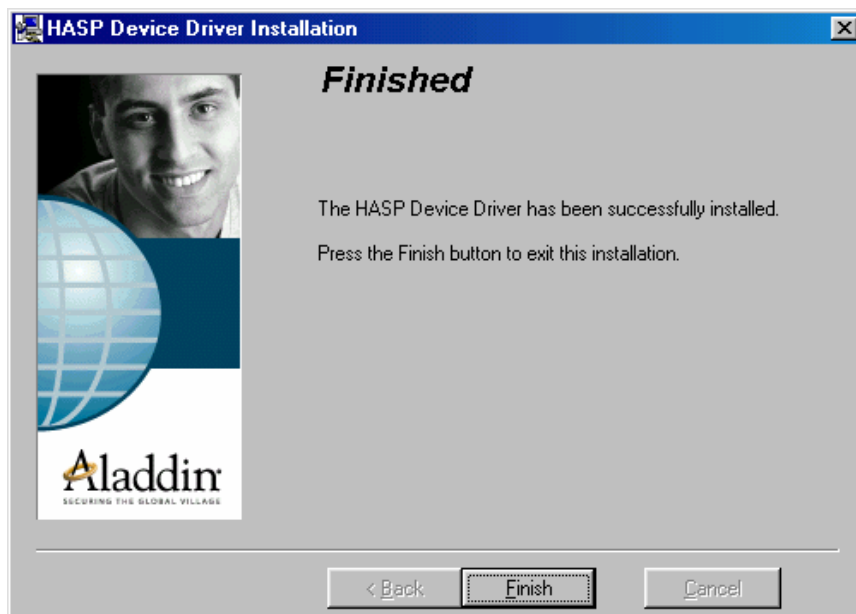 HASP Device Driver Installation
Finished
The HASP Device Driver has been successfully installed.
Press the Finish button to exit this installation.
Aladdin
SECURING THE GLOBAL VILLAGE
< Back
Finish
Cancel